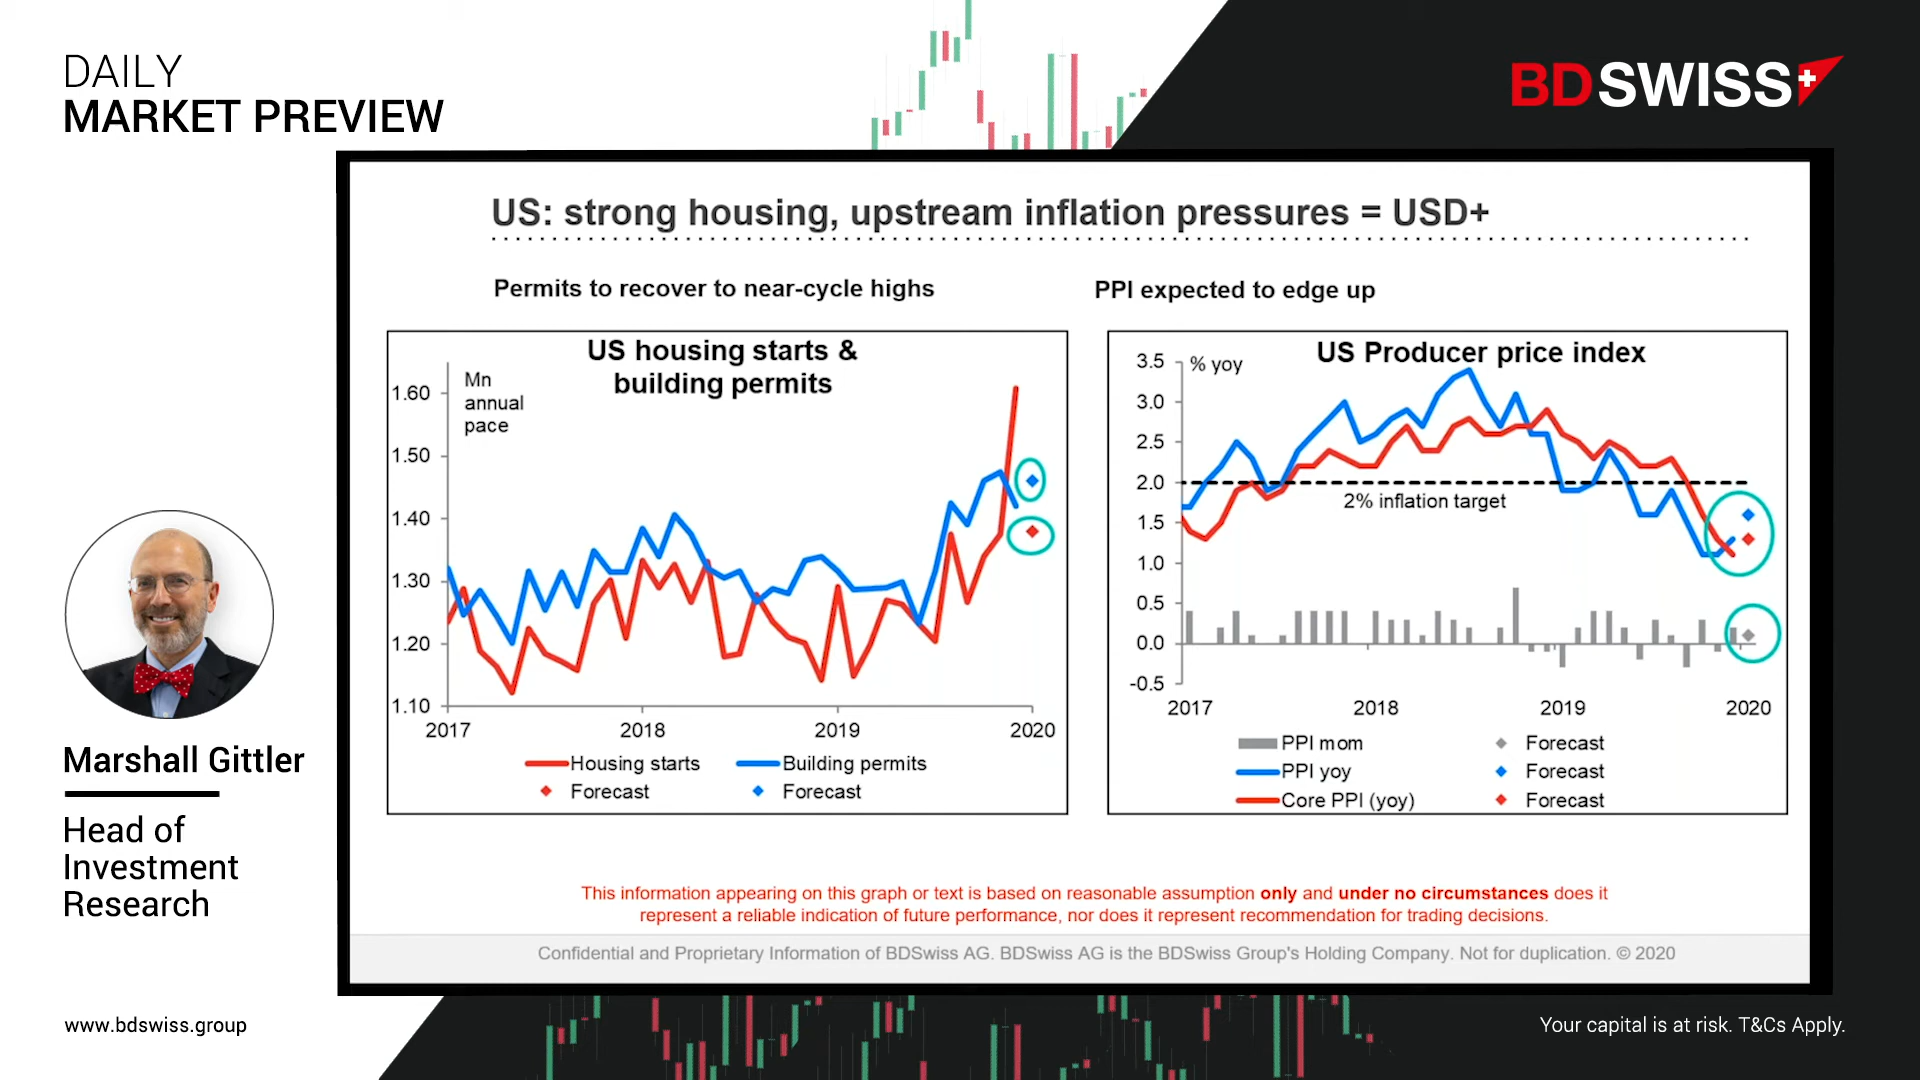 DAILY
MARKET PREVIEW
BDSWISS
US: strong housing, upstream inflation pressures = USD+
Permits to recover to near-cycle highs
PPI expected to edge up
US housing starts &
building permits
Mn
annual
pace
1.60
1.50
1.40
1.30
1.20
1.10
2017
2018
2019
2020
Housing starts
Building permits
Forecast
Forecast
US Producer price index
% yoy
3.5
3.0
2.5
2.0
1.5
1.0
0.5
0.0
-0.5
2% inflation target
2017
2018
2019
2020
PPI mom
Forecast
PPI yoy
Forecast
Core PPI (yoy)
Forecast
This information appearing on this graph or text is based on reasonable assumption only and under no circumstances does it
represent a reliable indication of future performance, nor does it represent recommendation for trading decisions.
Confidential and Proprietary Information of BDSwiss AG. BDSwiss AG is the BDSwiss Group's Holding Company. Not for duplication. © 2020
Marshall Gittler
Head of
Investment
Research
www.bdswiss.group
Your capital is at risk. T&Cs Apply.